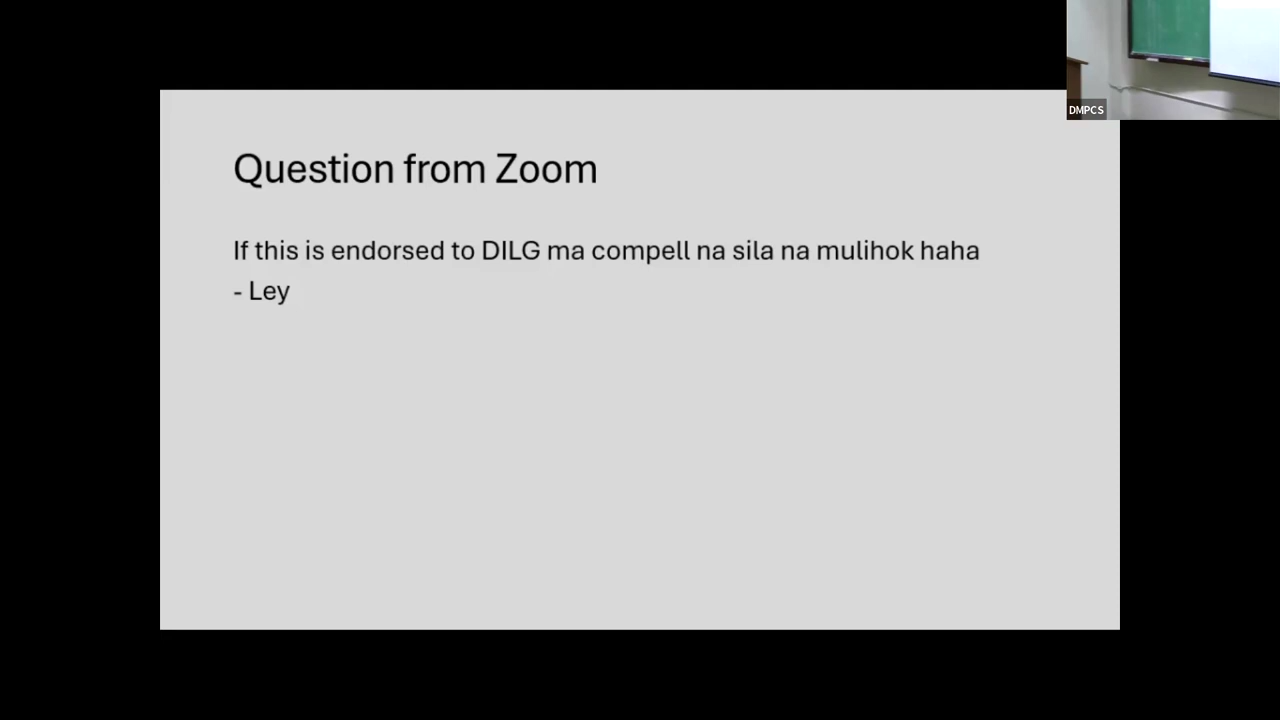 DMPCS
Question from Zoom
If this is endorsed to DILG ma compell na sila na mulihok haha
- Ley